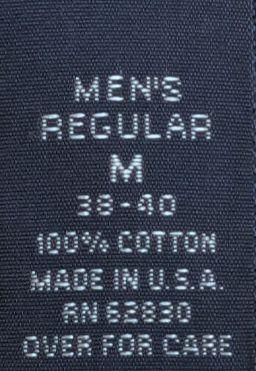 MEN'S
REGULAR
M
38-40
100% COTTON
MADE IN U.S.A.
RN 62830
OVER FOR CARE